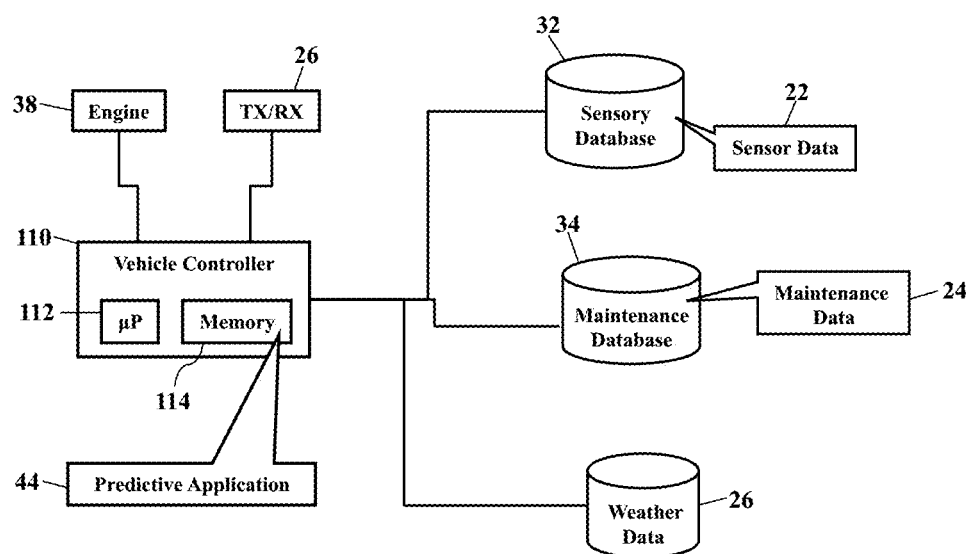 32
26
22
38
Engine
TX/RX
Sensory
Database
Sensor Data
110
34
Vehicle Controller
112
µP
Memory
Maintenance
Database
Maintenance
Data
24
114
44
Predictive Application
Weather
Data
26